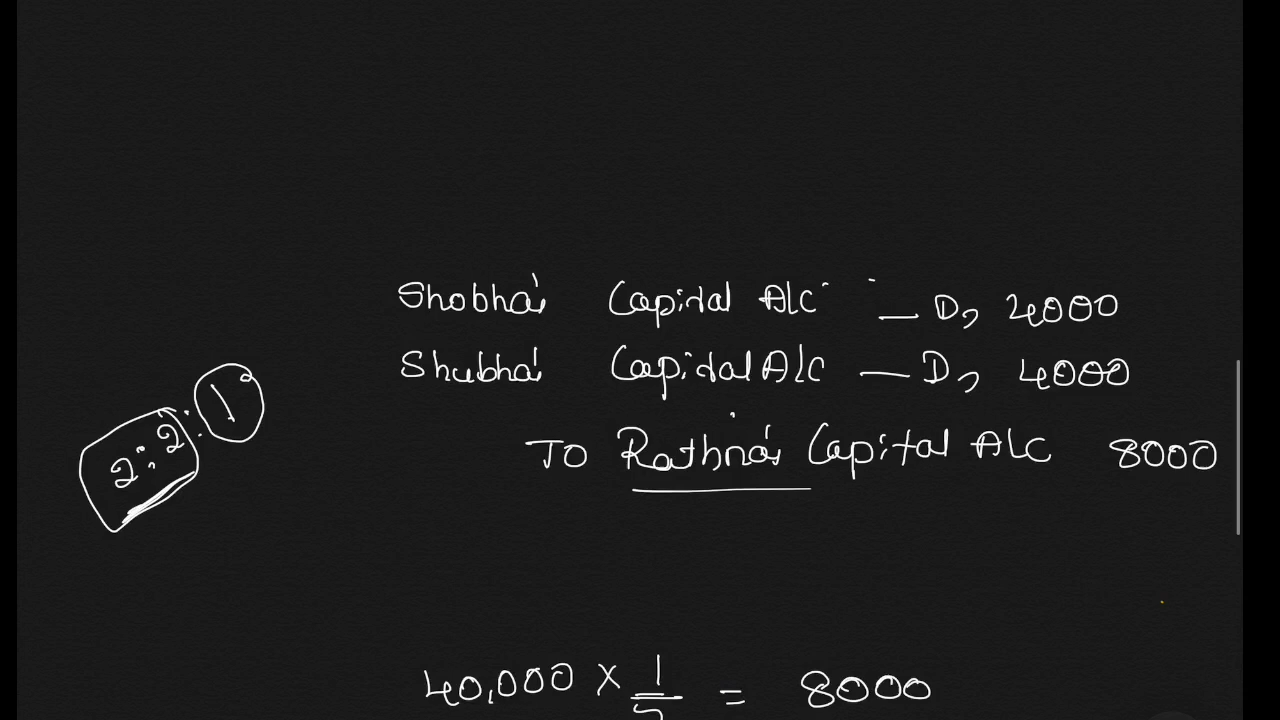 Shobha's Capital A/c — Dr 4000
Shubha's Capital A/c — Dr 4000
2:2:1
To Rathna's Capital A/c 8000
40,000 × 1/5 = 8000